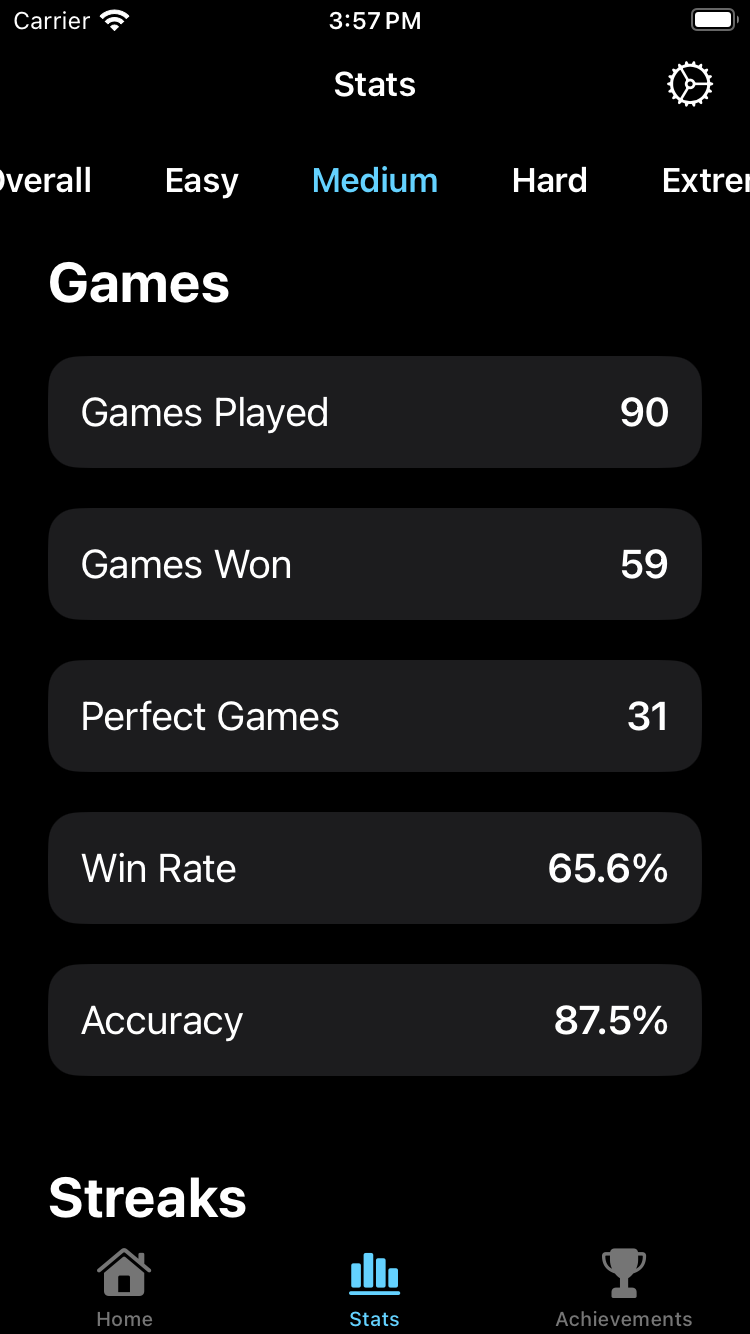 Carrier 3:57 PM
Stats
Overall Easy Medium Hard Extrem
Games
Games Played 90
Games Won 59
Perfect Games 31
Win Rate 65.6%
Accuracy 87.5%
Streaks
Home Stats Achievements